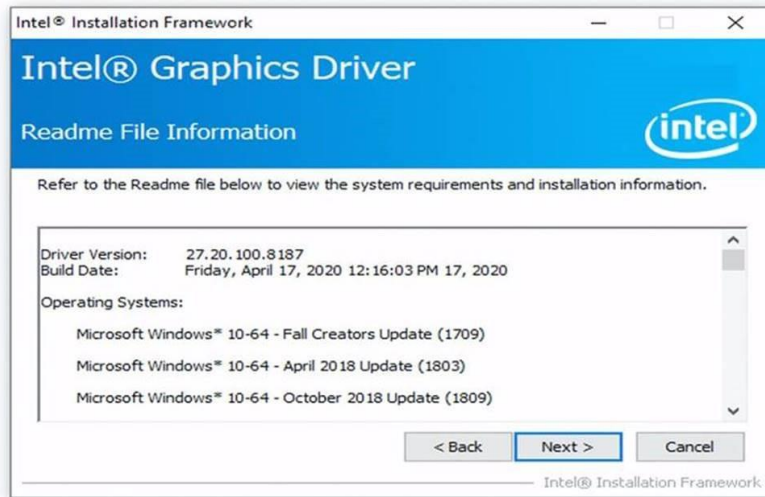 Intel® Installation Framework
Intel® Graphics Driver
Readme File Information
intel
Refer to the Readme file below to view the system requirements and installation information.
Driver Version: 27.20.100.8187
Build Date: Friday, April 17, 2020 12:16:03 PM 17, 2020
Operating Systems:
Microsoft Windows* 10-64 - Fall Creators Update (1709)
Microsoft Windows* 10-64 - April 2018 Update (1803)
Microsoft Windows* 10-64 - October 2018 Update (1809)
< Back Next > Cancel
Intel® Installation Framework